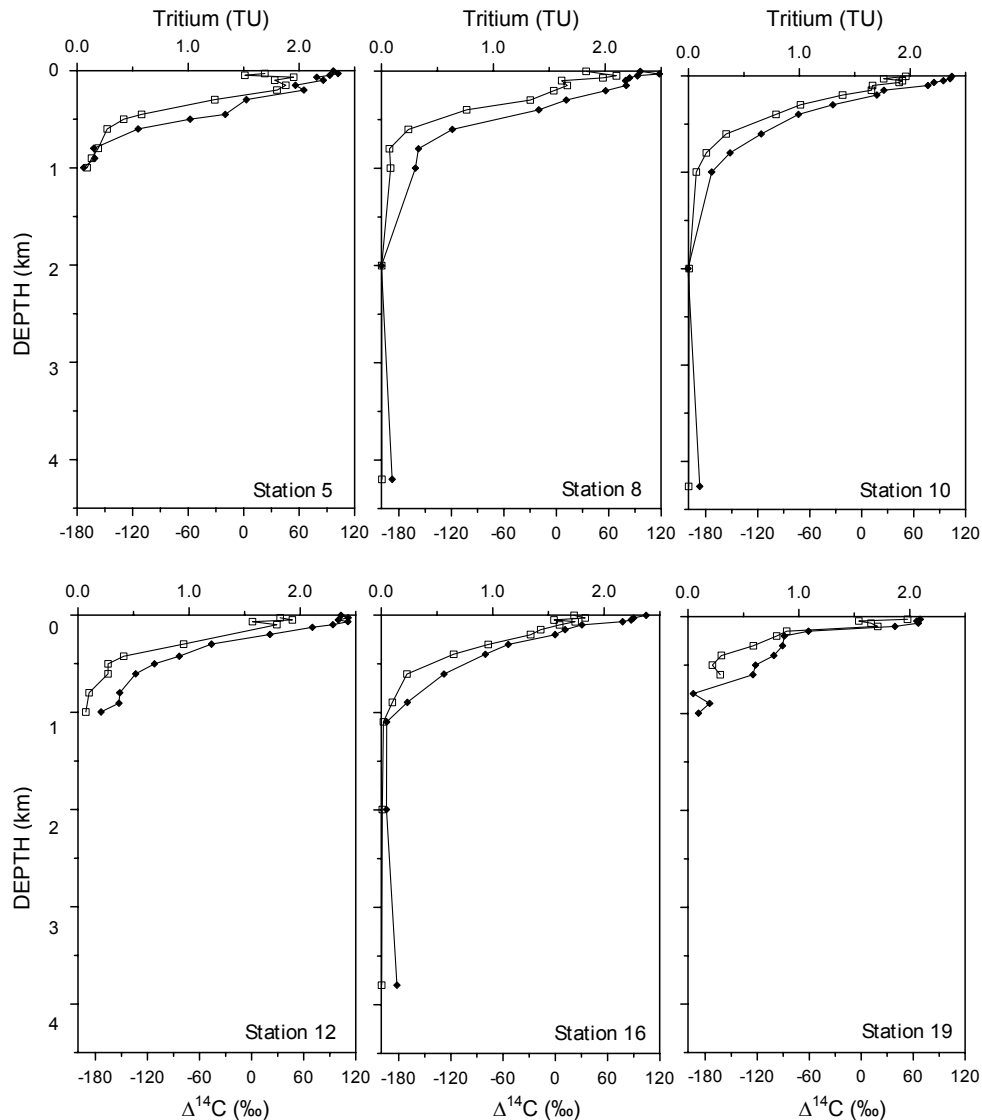 Tritium (TU) Tritium (TU) Tritium (TU)
0.0 1.0 2.0 0.0 1.0 2.0 0.0 1.0 2.0
0
1
2
3
4
DEPTH (km)
Station 5 Station 8 Station 10
-180 -120 -60 0 60 120 -180 -120 -60 0 60 120 -180 -120 -60 0 60 120
0.0 1.0 2.0 0.0 1.0 2.0 0.0 1.0 2.0
0
1
2
3
4
DEPTH (km)
Station 12 Station 16 Station 19
-180 -120 -60 0 60 120 -180 -120 -60 0 60 120 -180 -120 -60 0 60 120
Δ¹⁴C (‰) Δ¹⁴C (‰) Δ¹⁴C (‰)